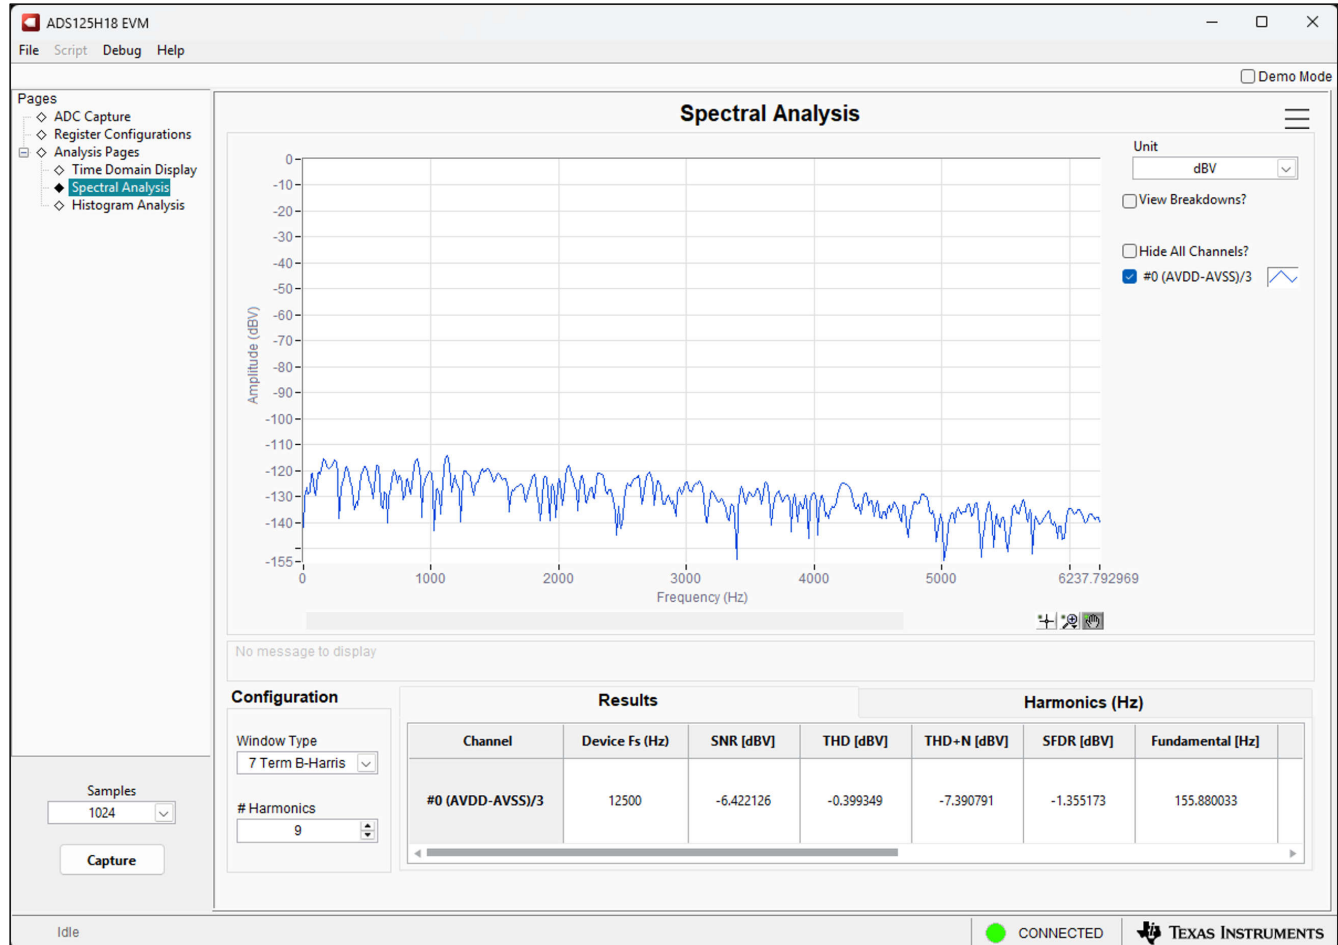 ADS125H18 EVM
File Script Debug Help
Demo Mode
Pages
ADC Capture
Register Configurations
Analysis Pages
Time Domain Display
Spectral Analysis
Histogram Analysis
Spectral Analysis
Unit
dBV
View Breakdowns?
Hide All Channels?
#0 (AVDD-AVSS)/3
Amplitude (dBV)
0
-10
-20
-30
-40
-50
-60
-70
-80
-90
-100
-110
-120
-130
-140
-155
0 1000 2000 3000 4000 5000 6237.792969
Frequency (Hz)
No message to display
Configuration
Window Type
7 Term B-Harris
# Harmonics
9
Results Harmonics (Hz)
Channel Device Fs (Hz) SNR [dBV] THD [dBV] THD+N [dBV] SFDR [dBV] Fundamental [Hz]
#0 (AVDD-AVSS)/3 12500 -6.422126 -0.399349 -7.390791 -1.355173 155.880033
Samples
1024
Capture
Idle CONNECTED TEXAS INSTRUMENTS